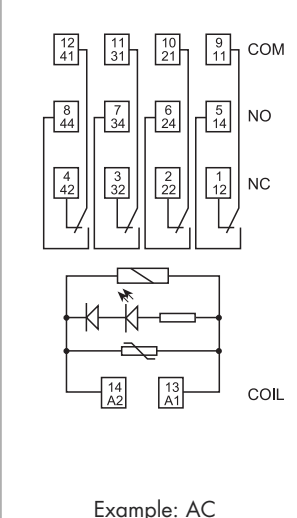 12 11 10 9 COM
41 31 21 11
8 7 6 5 NO
44 34 24 14
4 3 2 1 NC
42 32 22 12
14 13 COIL
A2 A1
Example: AC